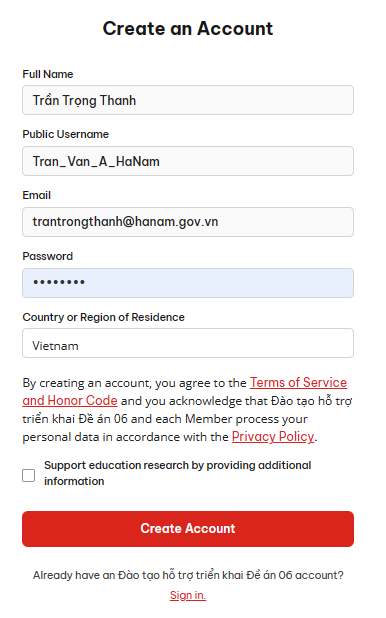 Create an Account
Full Name
Trần Trọng Thanh
Public Username
Tran_Van_A_HaNam
Email
trantrongthanh@hanam.gov.vn
Password
••••••••
Country or Region of Residence
Vietnam
By creating an account, you agree to the Terms of Service
and Honor Code and you acknowledge that Đào tạo hỗ trợ
triển khai Đề án 06 and each Member process your
personal data in accordance with the Privacy Policy.
Support education research by providing additional
information
Create Account
Already have an Đào tạo hỗ trợ triển khai Đề án 06 account?
Sign in.